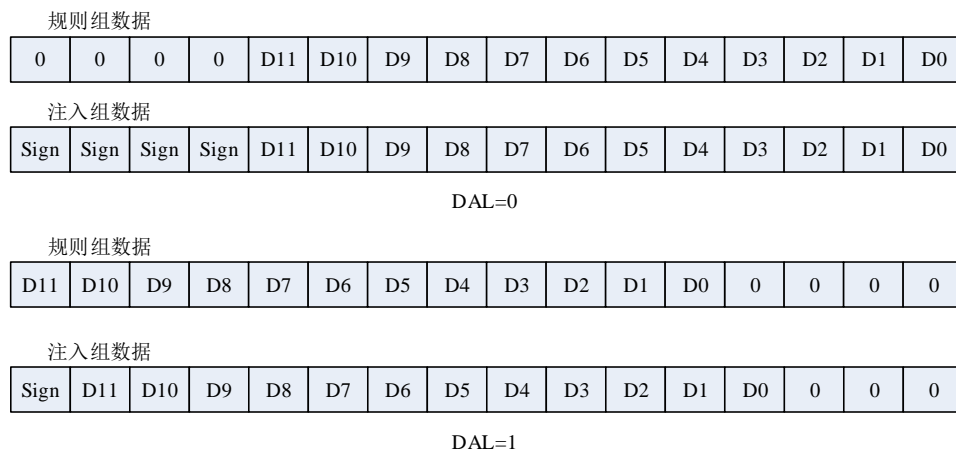 规则组数据
0 0 0 0 D11 D10 D9 D8 D7 D6 D5 D4 D3 D2 D1 D0
注入组数据
Sign Sign Sign Sign D11 D10 D9 D8 D7 D6 D5 D4 D3 D2 D1 D0
DAL=0
规则组数据
D11 D10 D9 D8 D7 D6 D5 D4 D3 D2 D1 D0 0 0 0 0
注入组数据
Sign D11 D10 D9 D8 D7 D6 D5 D4 D3 D2 D1 D0 0 0 0
DAL=1